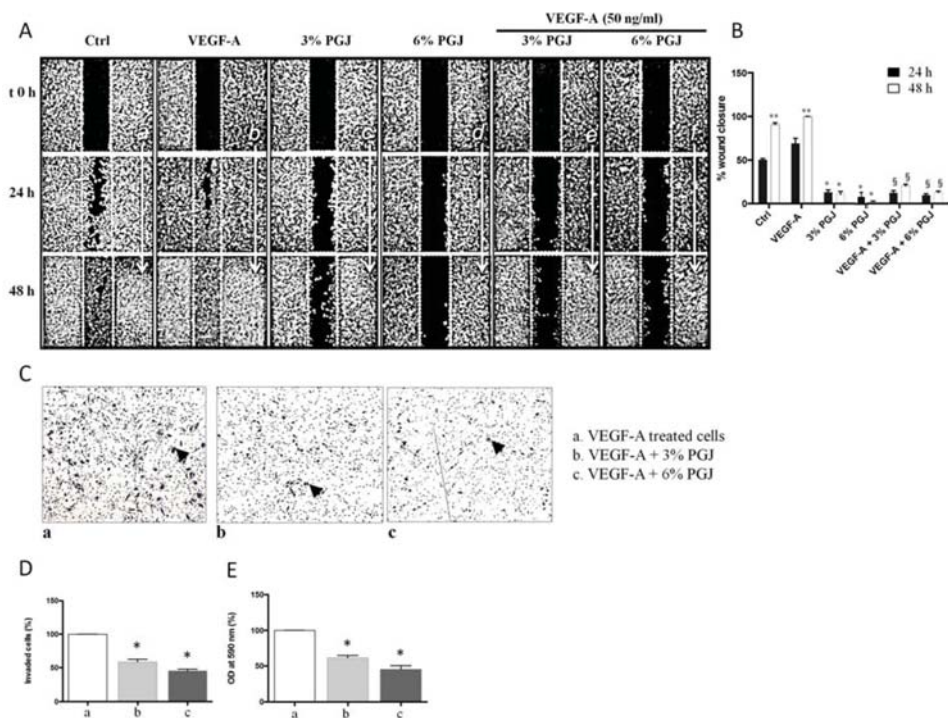 A
VEGF-A (50 ng/ml)
Ctrl VEGF-A 3% PGJ 6% PGJ 3% PGJ 6% PGJ
t 0h
a b c d e f
24 h
48 h
B
24 h
48 h
% wound closure
150
100
50
0
** ** * * * * § § § §
Ctrl
VEGF-A
3% PGJ
6% PGJ
VEGF-A + 3% PGJ
VEGF-A + 6% PGJ
C
a. VEGF-A treated cells
b. VEGF-A + 3% PGJ
c. VEGF-A + 6% PGJ
a b c
D
Invaded cells (%)
150
100
50
0
* *
a b c
E
OD at 590 nm (%)
150
100
50
0
* *
a b c